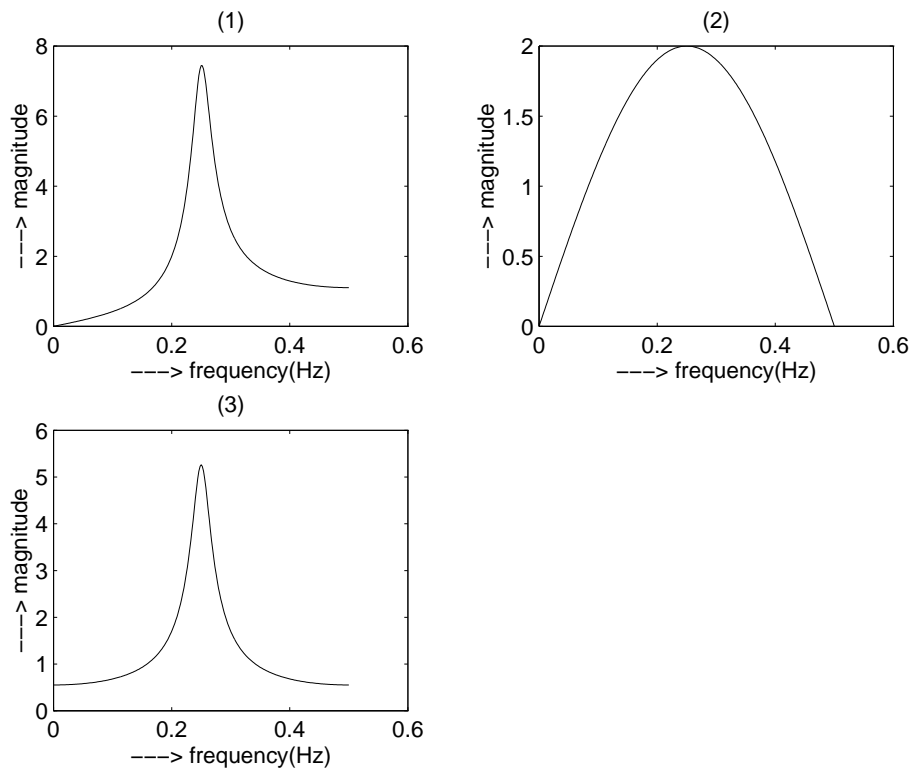 (1)
8
6
4
2
0
0 0.2 0.4 0.6
---> magnitude
---> frequency(Hz)
(2)
2
1.5
1
0.5
0
0 0.2 0.4 0.6
---> magnitude
---> frequency(Hz)
(3)
6
5
4
3
2
1
0
0 0.2 0.4 0.6
---> magnitude
---> frequency(Hz)